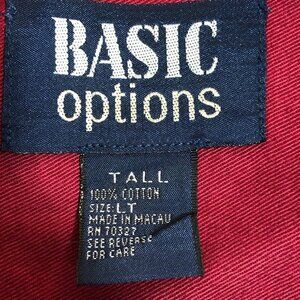 BASIC
options
TALL
100% COTTON
SIZE: LT
MADE IN MACAU
RN 70327
SEE REVERSE
FOR CARE